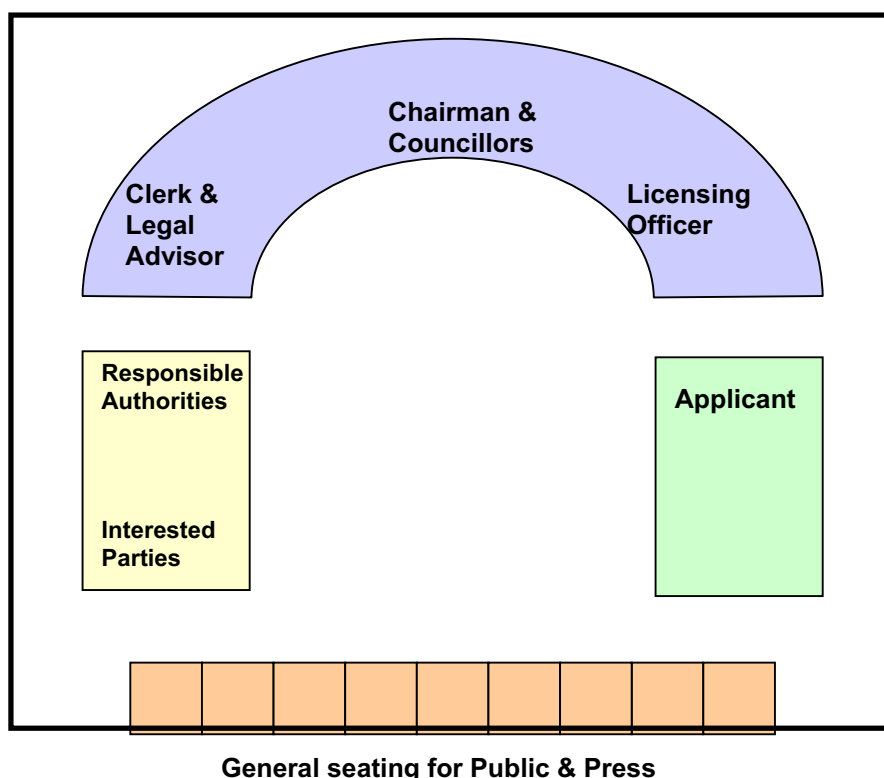 Chairman &
Councillors
Clerk &
Legal
Advisor
Licensing
Officer
Responsible
Authorities
Interested
Parties
Applicant
General seating for Public & Press